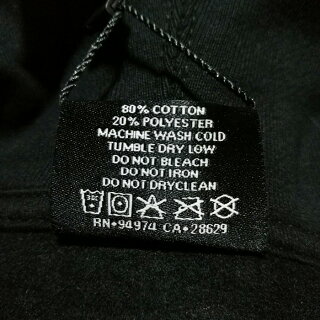 80% COTTON
20% POLYESTER
MACHINE WASH COLD
TUMBLE DRY LOW
DO NOT BLEACH
DO NOT IRON
DO NOT DRYCLEAN
RN•94974 CA•28629